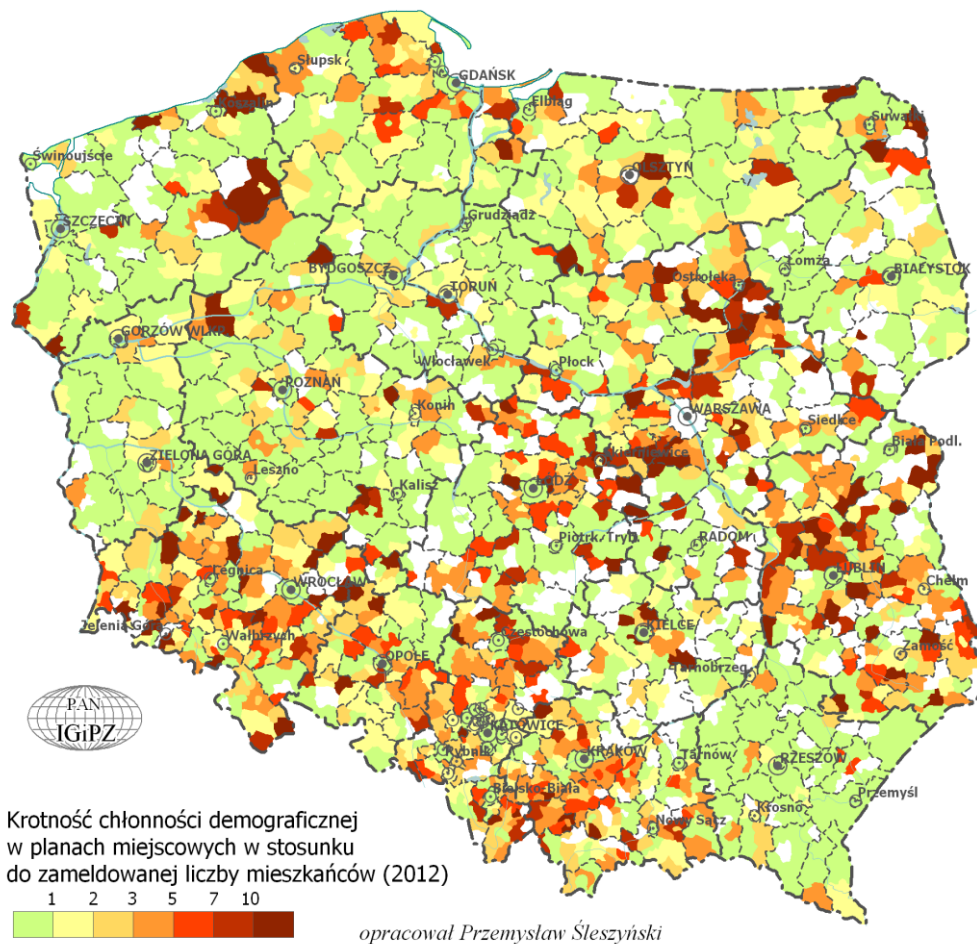 Słupsk
GDAŃSK
Koszalin
Elbląg
Suwałki
Świnoujście
OLSZTYN
SZCZECIN
Grudziądz
Łomża
BYDGOSZCZ
Ostrołęka
BIAŁYSTOK
TORUŃ
GORZÓW WLKP.
Włocławek
Płock
POZNAŃ
WARSZAWA
Konin
Siedlce
Biała Podl.
ZIELONA GÓRA
Leszno
Skierniewice
Kalisz
ŁÓDŹ
Piotrk. Tryb.
RADOM
Legnica
WROCŁAW
LUBLIN
Chełm
Jelenia Góra
Wałbrzych
Częstochowa
KIELCE
Zamość
OPOLE
Tarnobrzeg
PAN
IGiPZ
KATOWICE
Rybnik
KRAKÓW
Tarnów
RZESZÓW
Bielsko-Biała
Przemyśl
Nowy Sącz
Krosno
Krotność chłonności demograficznej
w planach miejscowych w stosunku
do zameldowanej liczby mieszkańców (2012)
1 2 3 5 7 10
opracował Przemysław Śleszyński